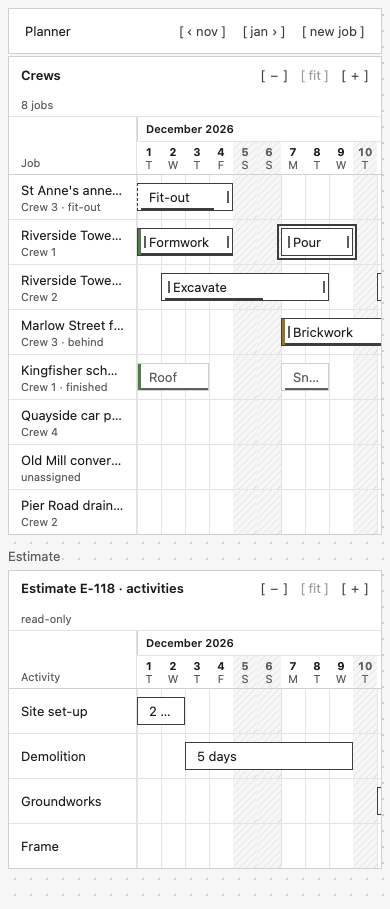 Planner [ ‹ nov ] [ jan › ] [ new job ]
Crews [ − ] [ fit ] [ + ]
8 jobs
December 2026
1 2 3 4 5 6 7 8 9 10
Job T W T F S S M T W T
St Anne's anne... Fit-out
Crew 3 · fit-out
Riverside Towe... Formwork Pour
Crew 1
Riverside Towe... Excavate
Crew 2
Marlow Street f... Brickwork
Crew 3 · behind
Kingfisher sch... Roof Sn...
Crew 1 · finished
Quayside car p...
Crew 4
Old Mill conver...
unassigned
Pier Road drain...
Crew 2
Estimate
Estimate E-118 · activities [ − ] [ fit ] [ + ]
read-only
December 2026
1 2 3 4 5 6 7 8 9 10
Activity T W T F S S M T W T
Site set-up 2 ...
Demolition 5 days
Groundworks
Frame